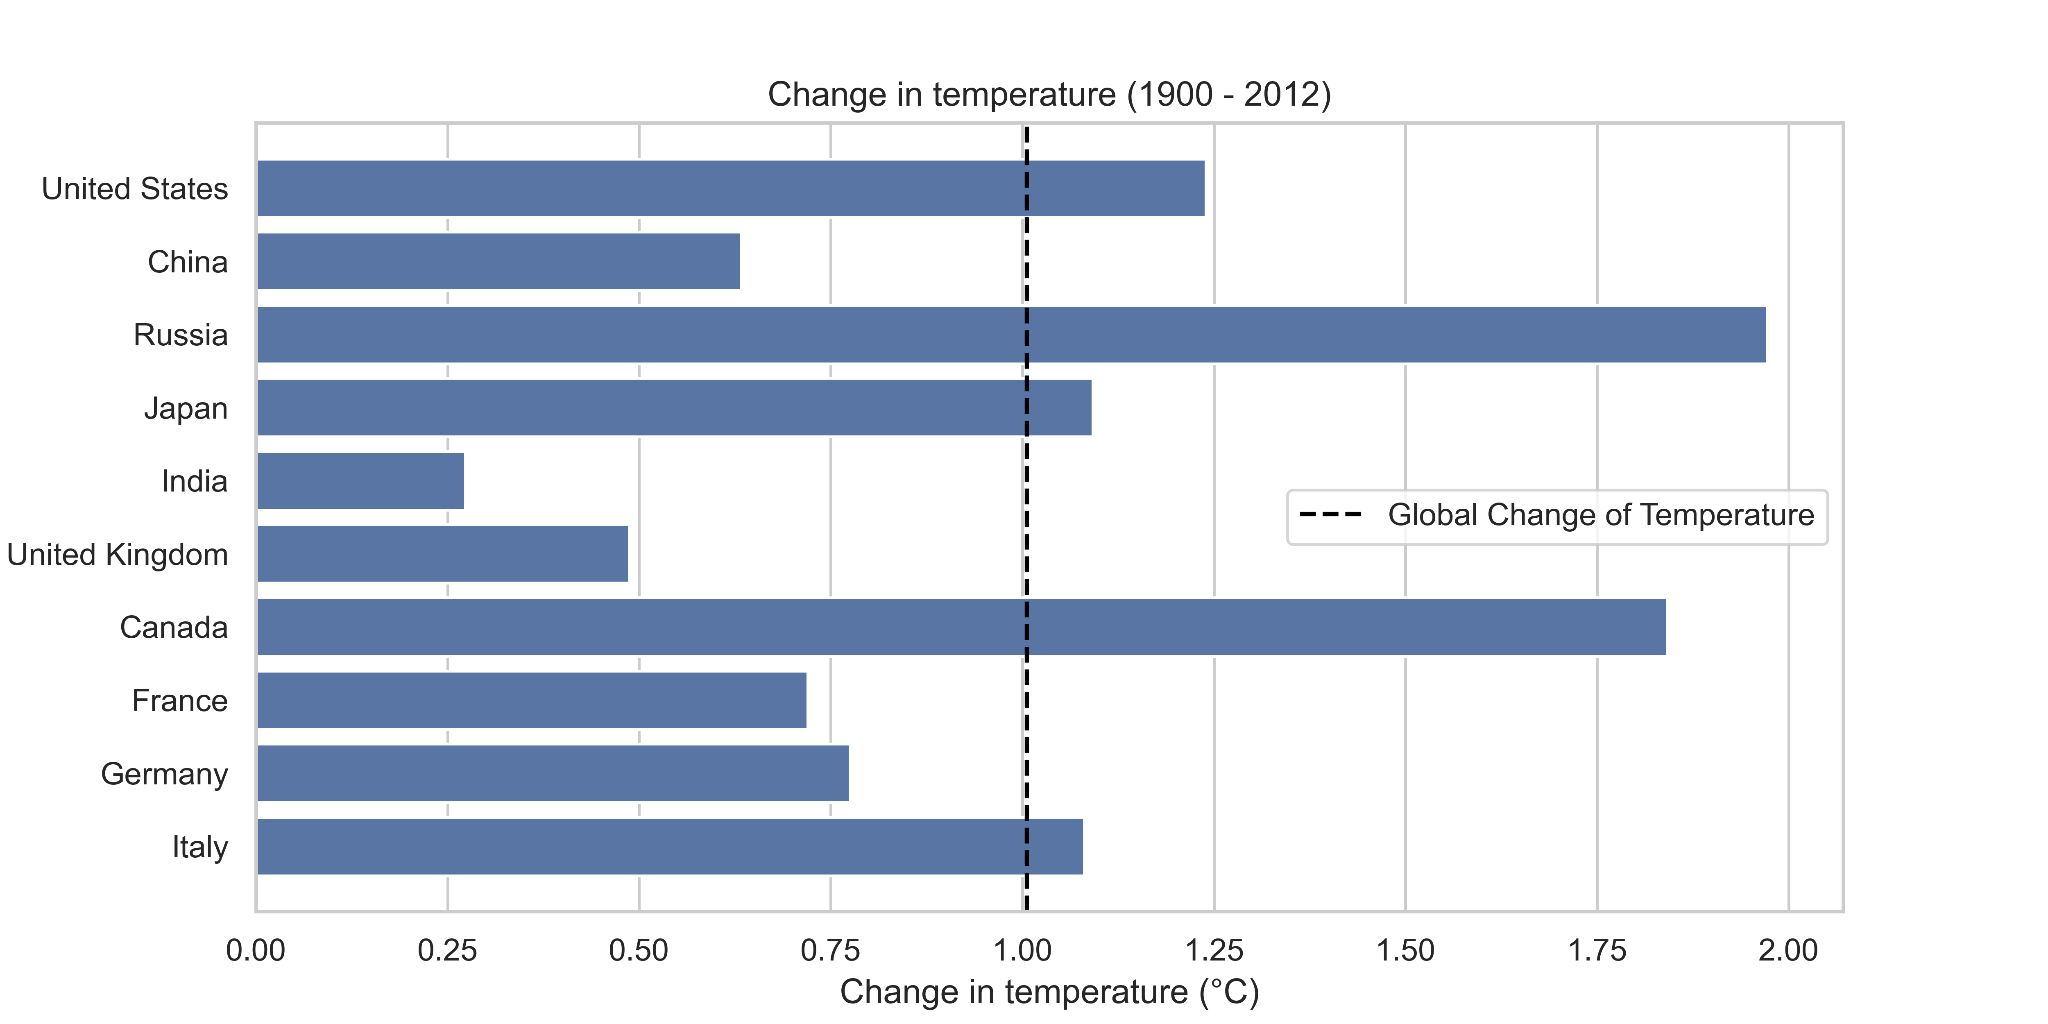 Change in temperature (1900 - 2012)
United States
China
Russia
Japan
India
United Kingdom
Canada
France
Germany
Italy
Global Change of Temperature
0.00 0.25 0.50 0.75 1.00 1.25 1.50 1.75 2.00
Change in temperature (°C)